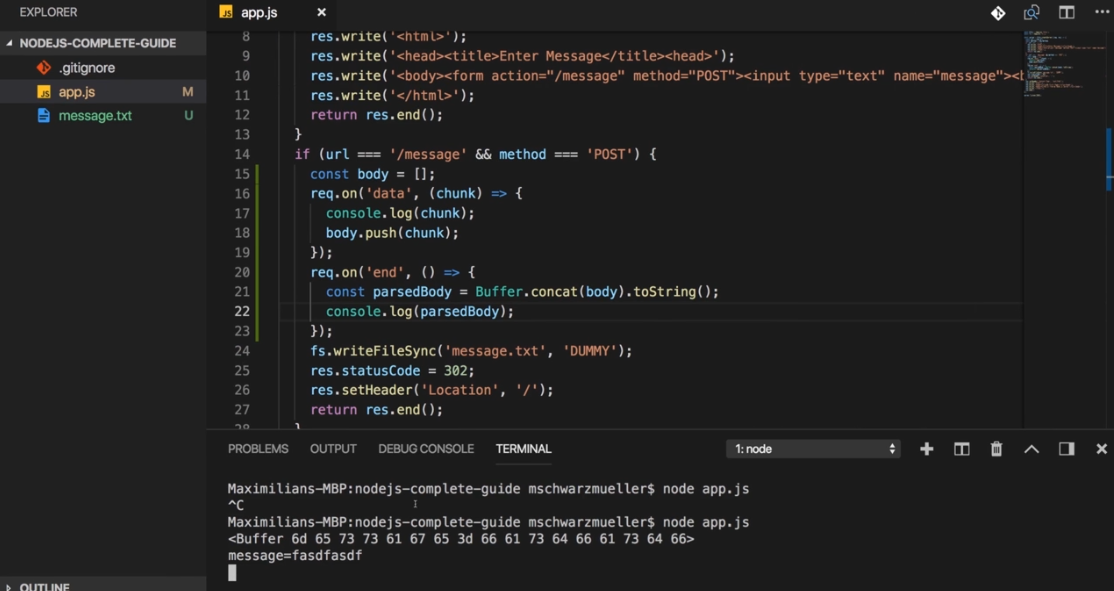 EXPLORER
app.js
NODEJS-COMPLETE-GUIDE
.gitignore
app.js M
message.txt U
8 res.write('<html>');
9 res.write('<head><title>Enter Message</title><head>');
10 res.write('<body><form action="/message" method="POST"><input type="text" name="message"><b
11 res.write('</html>');
12 return res.end();
13 }
14 if (url === '/message' && method === 'POST') {
15 const body = [];
16 req.on('data', (chunk) => {
17 console.log(chunk);
18 body.push(chunk);
19 });
20 req.on('end', () => {
21 const parsedBody = Buffer.concat(body).toString();
22 console.log(parsedBody);
23 });
24 fs.writeFileSync('message.txt', 'DUMMY');
25 res.statusCode = 302;
26 res.setHeader('Location', '/');
27 return res.end();
28 }
PROBLEMS OUTPUT DEBUG CONSOLE TERMINAL 1: node
Maximilians-MBP:nodejs-complete-guide mschwarzmueller$ node app.js
^C
Maximilians-MBP:nodejs-complete-guide mschwarzmueller$ node app.js
<Buffer 6d 65 73 73 61 67 65 3d 66 61 73 64 66 61 73 64 66>
message=fasdfasdf
OUTLINE